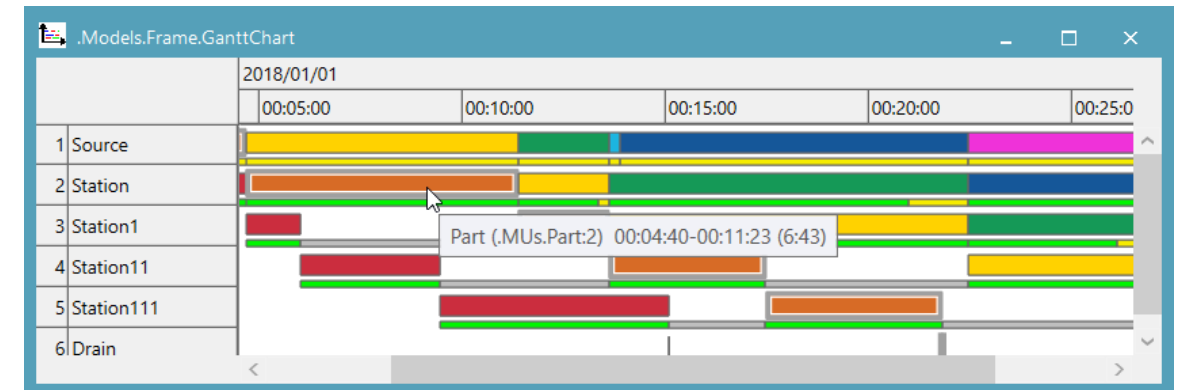 .Models.Frame.GanttChart
2018/01/01
00:05:00 00:10:00 00:15:00 00:20:00 00:25:0
1 Source
2 Station
3 Station1
Part (.MUs.Part:2) 00:04:40-00:11:23 (6:43)
4 Station11
5 Station111
6 Drain